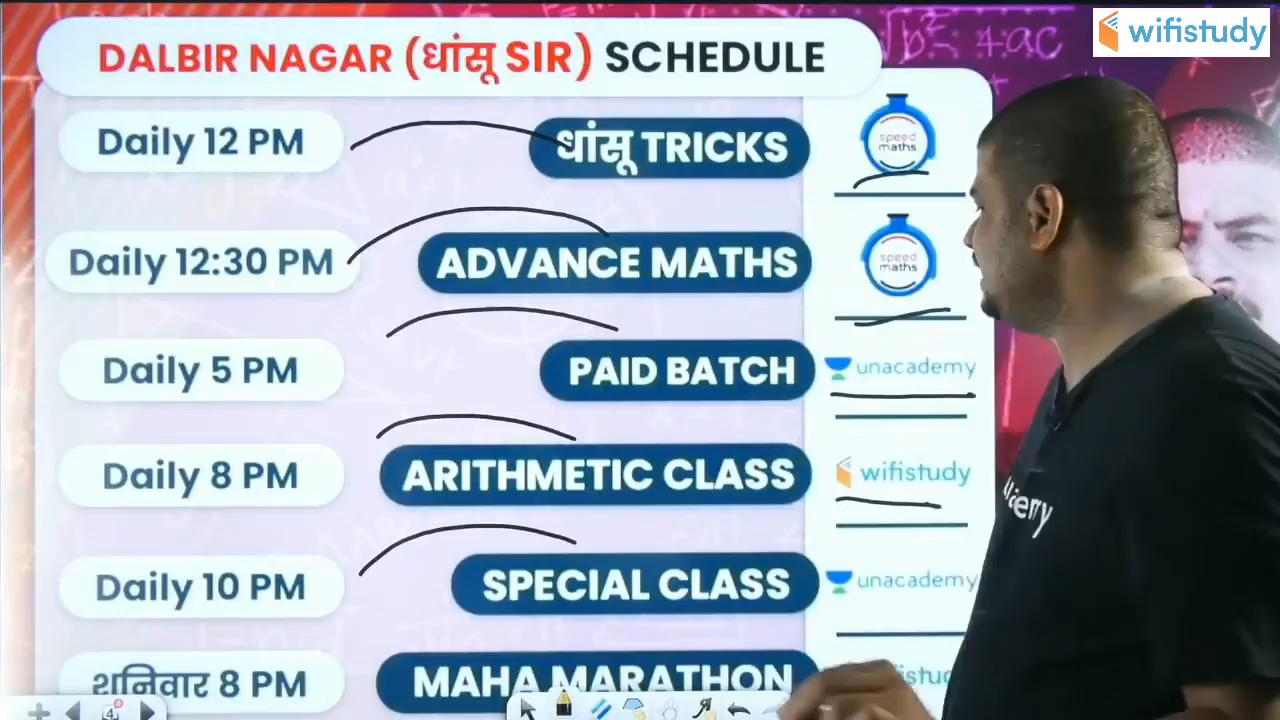 wifistudy
DALBIR NAGAR (धांसू SIR) SCHEDULE
Daily 12 PM धांसू TRICKS speed maths
Daily 12:30 PM ADVANCE MATHS speed maths
Daily 5 PM PAID BATCH unacademy
Daily 8 PM ARITHMETIC CLASS wifistudy
Daily 10 PM SPECIAL CLASS unacademy
शनिवार 8 PM MAHA MARATHON
4